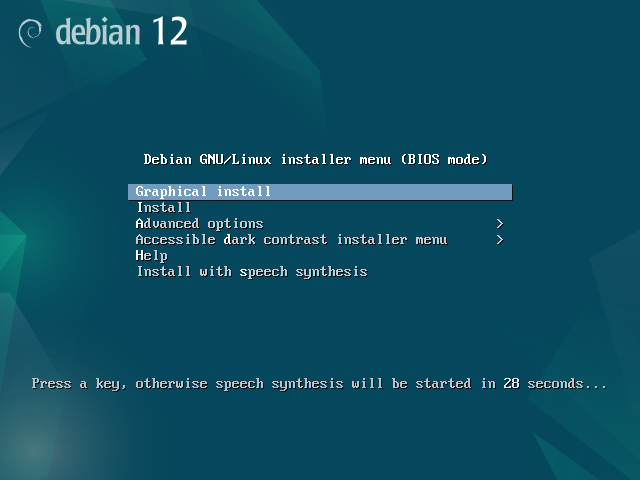 debian 12
Debian GNU/Linux installer menu (BIOS mode)
Graphical install
Install
Advanced options >
Accessible dark contrast installer menu >
Help
Install with speech synthesis
Press a key, otherwise speech synthesis will be started in 28 seconds...